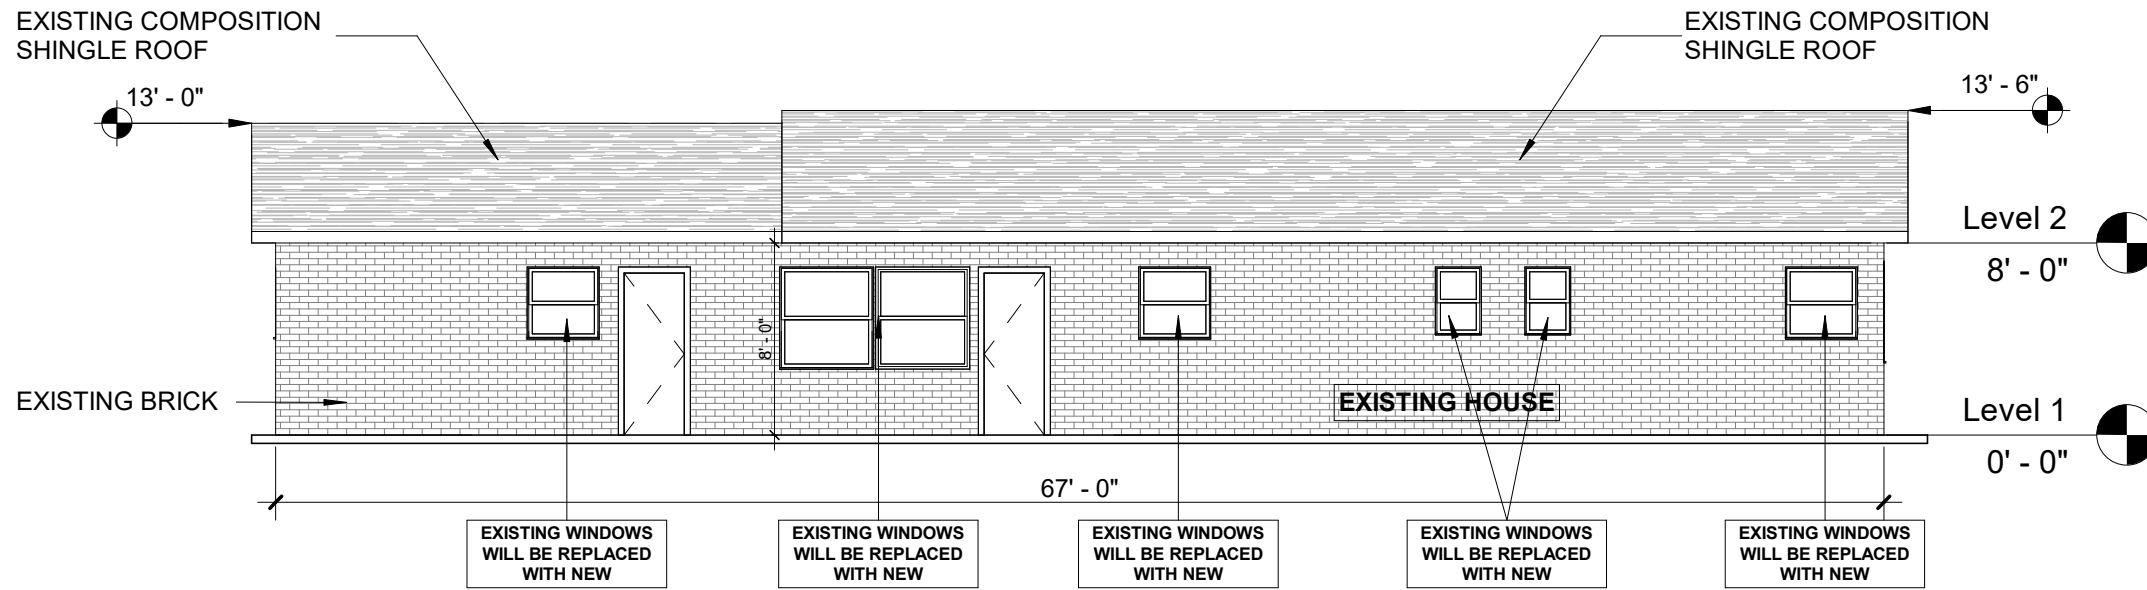 EXISTING COMPOSITION
SHINGLE ROOF
EXISTING COMPOSITION
SHINGLE ROOF
13' - 0"
13' - 6"
Level 2
8' - 0"
8' - 0"
EXISTING BRICK
EXISTING HOUSE
Level 1
0' - 0"
67' - 0"
EXISTING WINDOWS
WILL BE REPLACED
WITH NEW
EXISTING WINDOWS
WILL BE REPLACED
WITH NEW
EXISTING WINDOWS
WILL BE REPLACED
WITH NEW
EXISTING WINDOWS
WILL BE REPLACED
WITH NEW
EXISTING WINDOWS
WILL BE REPLACED
WITH NEW